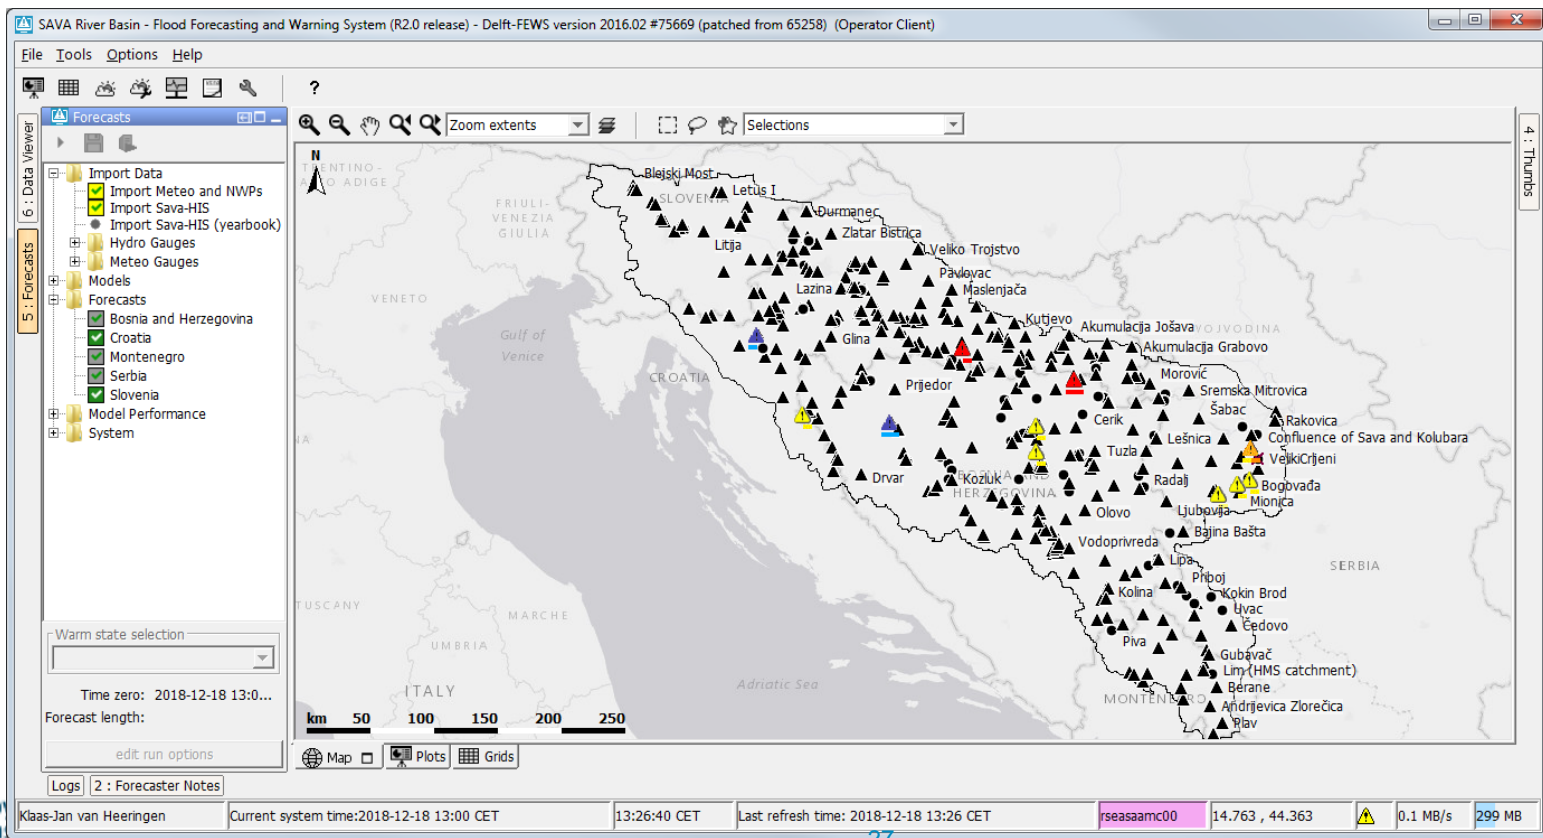 SAVA River Basin - Flood Forecasting and Warning System (R2.0 release) - Delft-FEWS version 2016.02 #75669 (patched from 65258)  (Operator Client)
File Tools Options Help
?
6 : Data Viewer
5 : Forecasts
Forecasts
Import Data
Import Meteo and NWPs
Import Sava-HIS
Import Sava-HIS (yearbook)
Hydro Gauges
Meteo Gauges
Models
Forecasts
Bosnia and Herzegovina
Croatia
Montenegro
Serbia
Slovenia
Model Performance
System
Warm state selection
Time zero: 2018-12-18 13:0...
Forecast length:
edit run options
Zoom extents
Selections
4 : Thumbs
N
TRENTINO-
ADIGE
FRIULI-
VENEZIA
GIULIA
SLOVENIA
VENETO
Gulf of
Venice
CROATIA
VOJVODINA
BOSNIA AND
HERZEGOVINA
SERBIA
TUSCANY
MARCHE
UMBRIA
ITALY
Adriatic Sea
MONTENEGRO
Blejski Most
Letuš I
Đurmanec
Zlatar Bistrica
Litija
Veliko Trojstvo
Pavlovac
Lazina
Maslenjača
Kutjevo
Akumulacija Jošava
Glina
Akumulacija Grabovo
Prijedor
Morović
Sremska Mitrovica
Šabac
Rakovica
Cerik
Lešnica
Confluence of Sava and Kolubara
Tuzla
VelikiCrljeni
Drvar
Kozluk
Radalj
Bogovađa
Mionica
Olovo
Ljubovija
Bajina Bašta
Vodoprivreda
Lipa
Priboj
Kolina
Kokin Brod
Uvac
Čedovo
Piva
Gubavač
Lim (HMS catchment)
Berane
Andrijevica Zlorečica
Plav
km 50 100 150 200 250
Map
Plots
Grids
Logs
2 : Forecaster Notes
Klaas-Jan van Heeringen
Current system time:2018-12-18 13:00 CET
13:26:40 CET
Last refresh time: 2018-12-18 13:26 CET
rseasaamc00
14.763 , 44.363
0.1 MB/s
299 MB